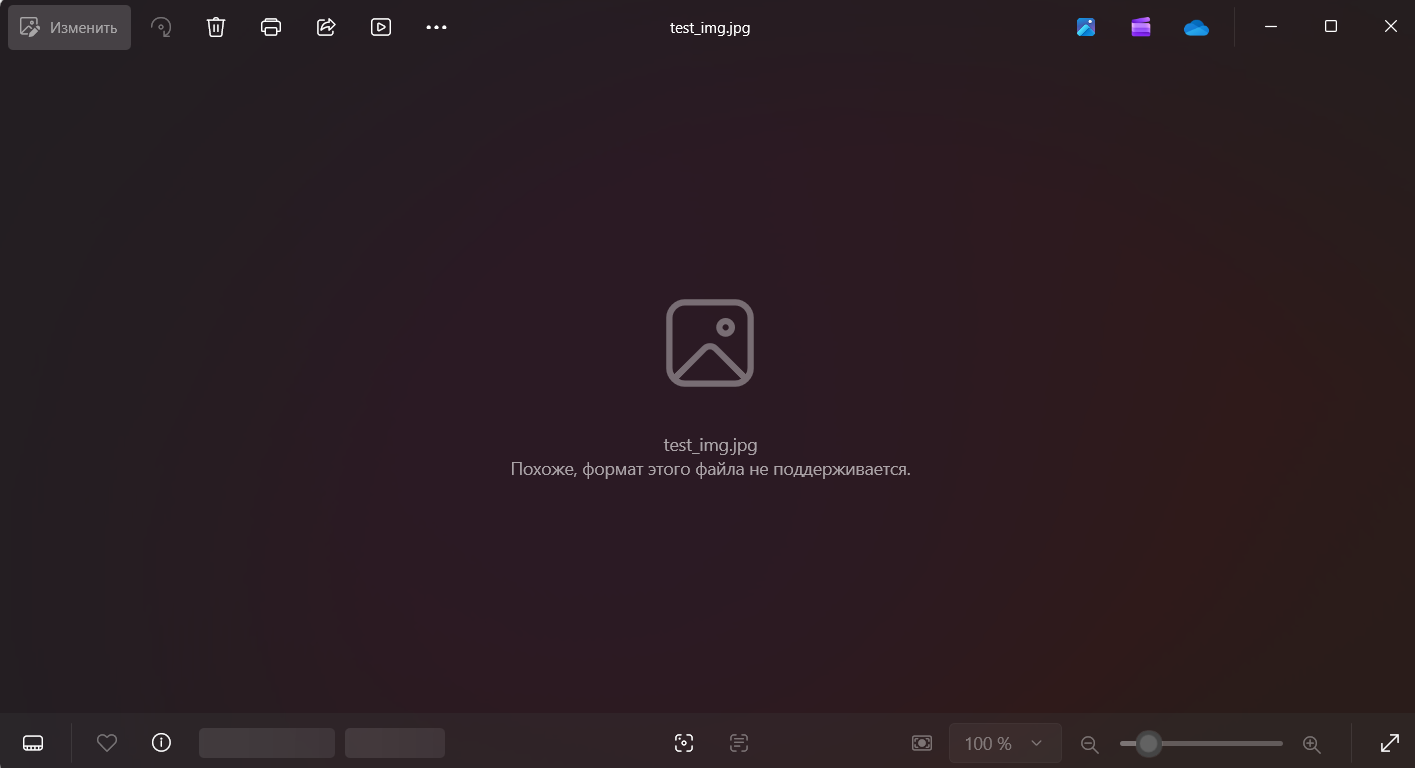 Изменить
test_img.jpg
test_img.jpg
Похоже, формат этого файла не поддерживается.
100 %